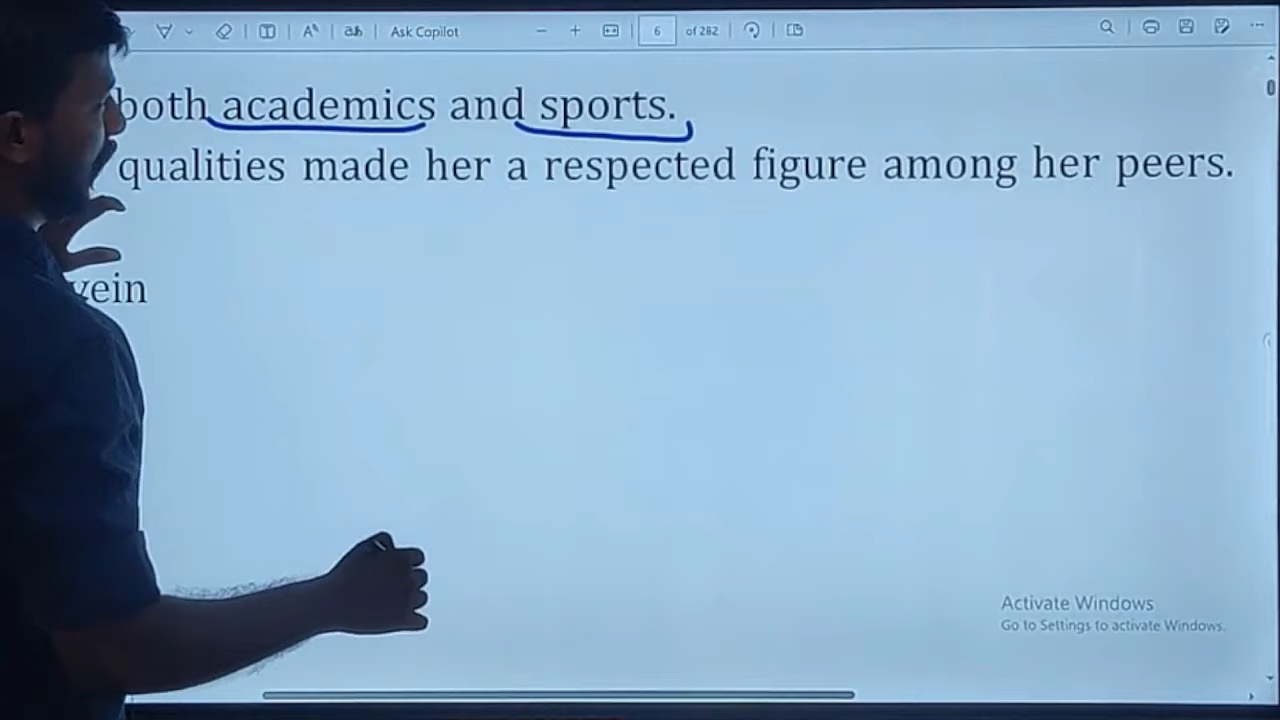 Ask Copilot
6 of 282
both academics and sports.
qualities made her a respected figure among her peers.
vein
Activate Windows
Go to Settings to activate Windows.